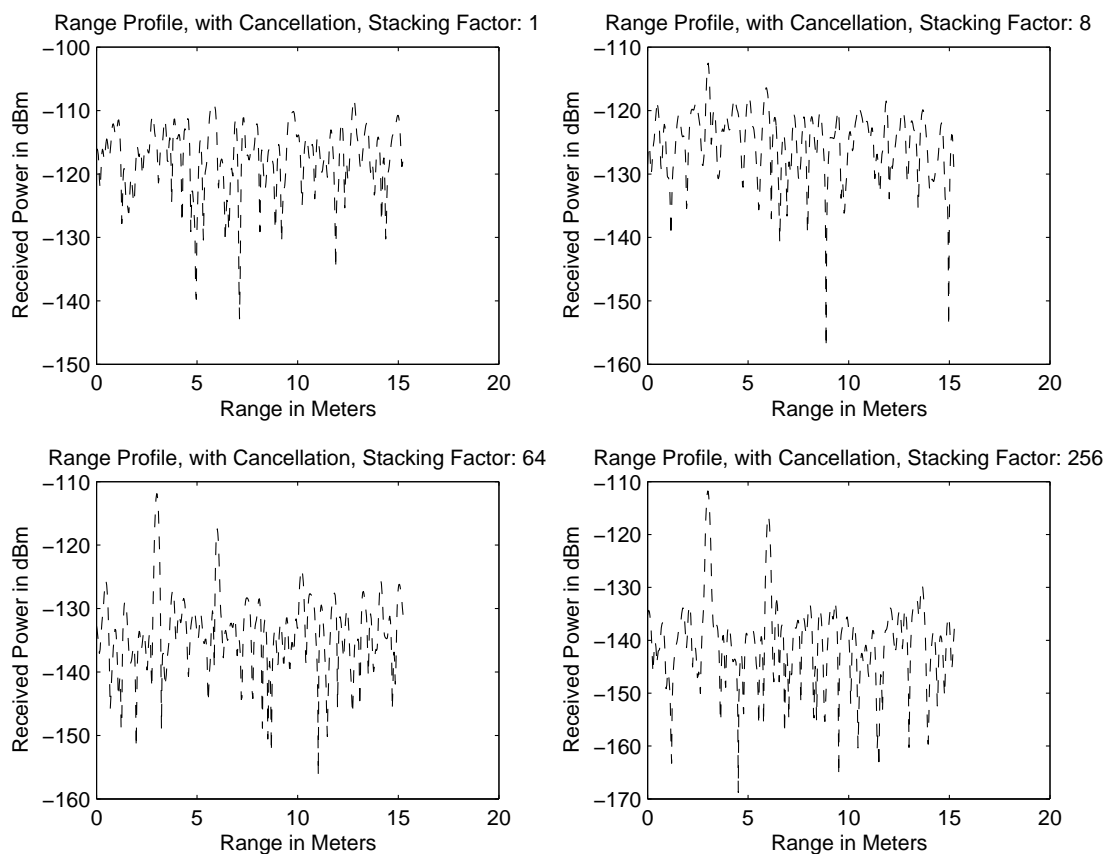 Range Profile, with Cancellation, Stacking Factor: 1
−100
−110
−120
−130
−140
−150
Received Power in dBm
0 5 10 15 20
Range in Meters
Range Profile, with Cancellation, Stacking Factor: 8
−110
−120
−130
−140
−150
−160
Received Power in dBm
0 5 10 15 20
Range in Meters
Range Profile, with Cancellation, Stacking Factor: 64
−110
−120
−130
−140
−150
−160
Received Power in dBm
0 5 10 15 20
Range in Meters
Range Profile, with Cancellation, Stacking Factor: 256
−110
−120
−130
−140
−150
−160
−170
Received Power in dBm
0 5 10 15 20
Range in Meters